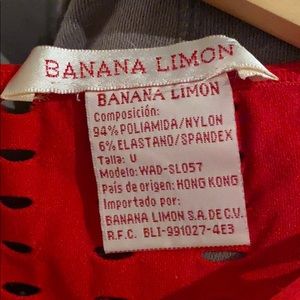 BANANA LIMON
BANANA LIMON
Composición:
94% POLIAMIDA/NYLON
6% ELASTANO/SPANDEX
Talla: U
Modelo: WAD-SL057
País de origen: HONG KONG
Importado por:
BANANA LIMON S.A. DE C.V.
R.F.C. BLI-991027-4E3